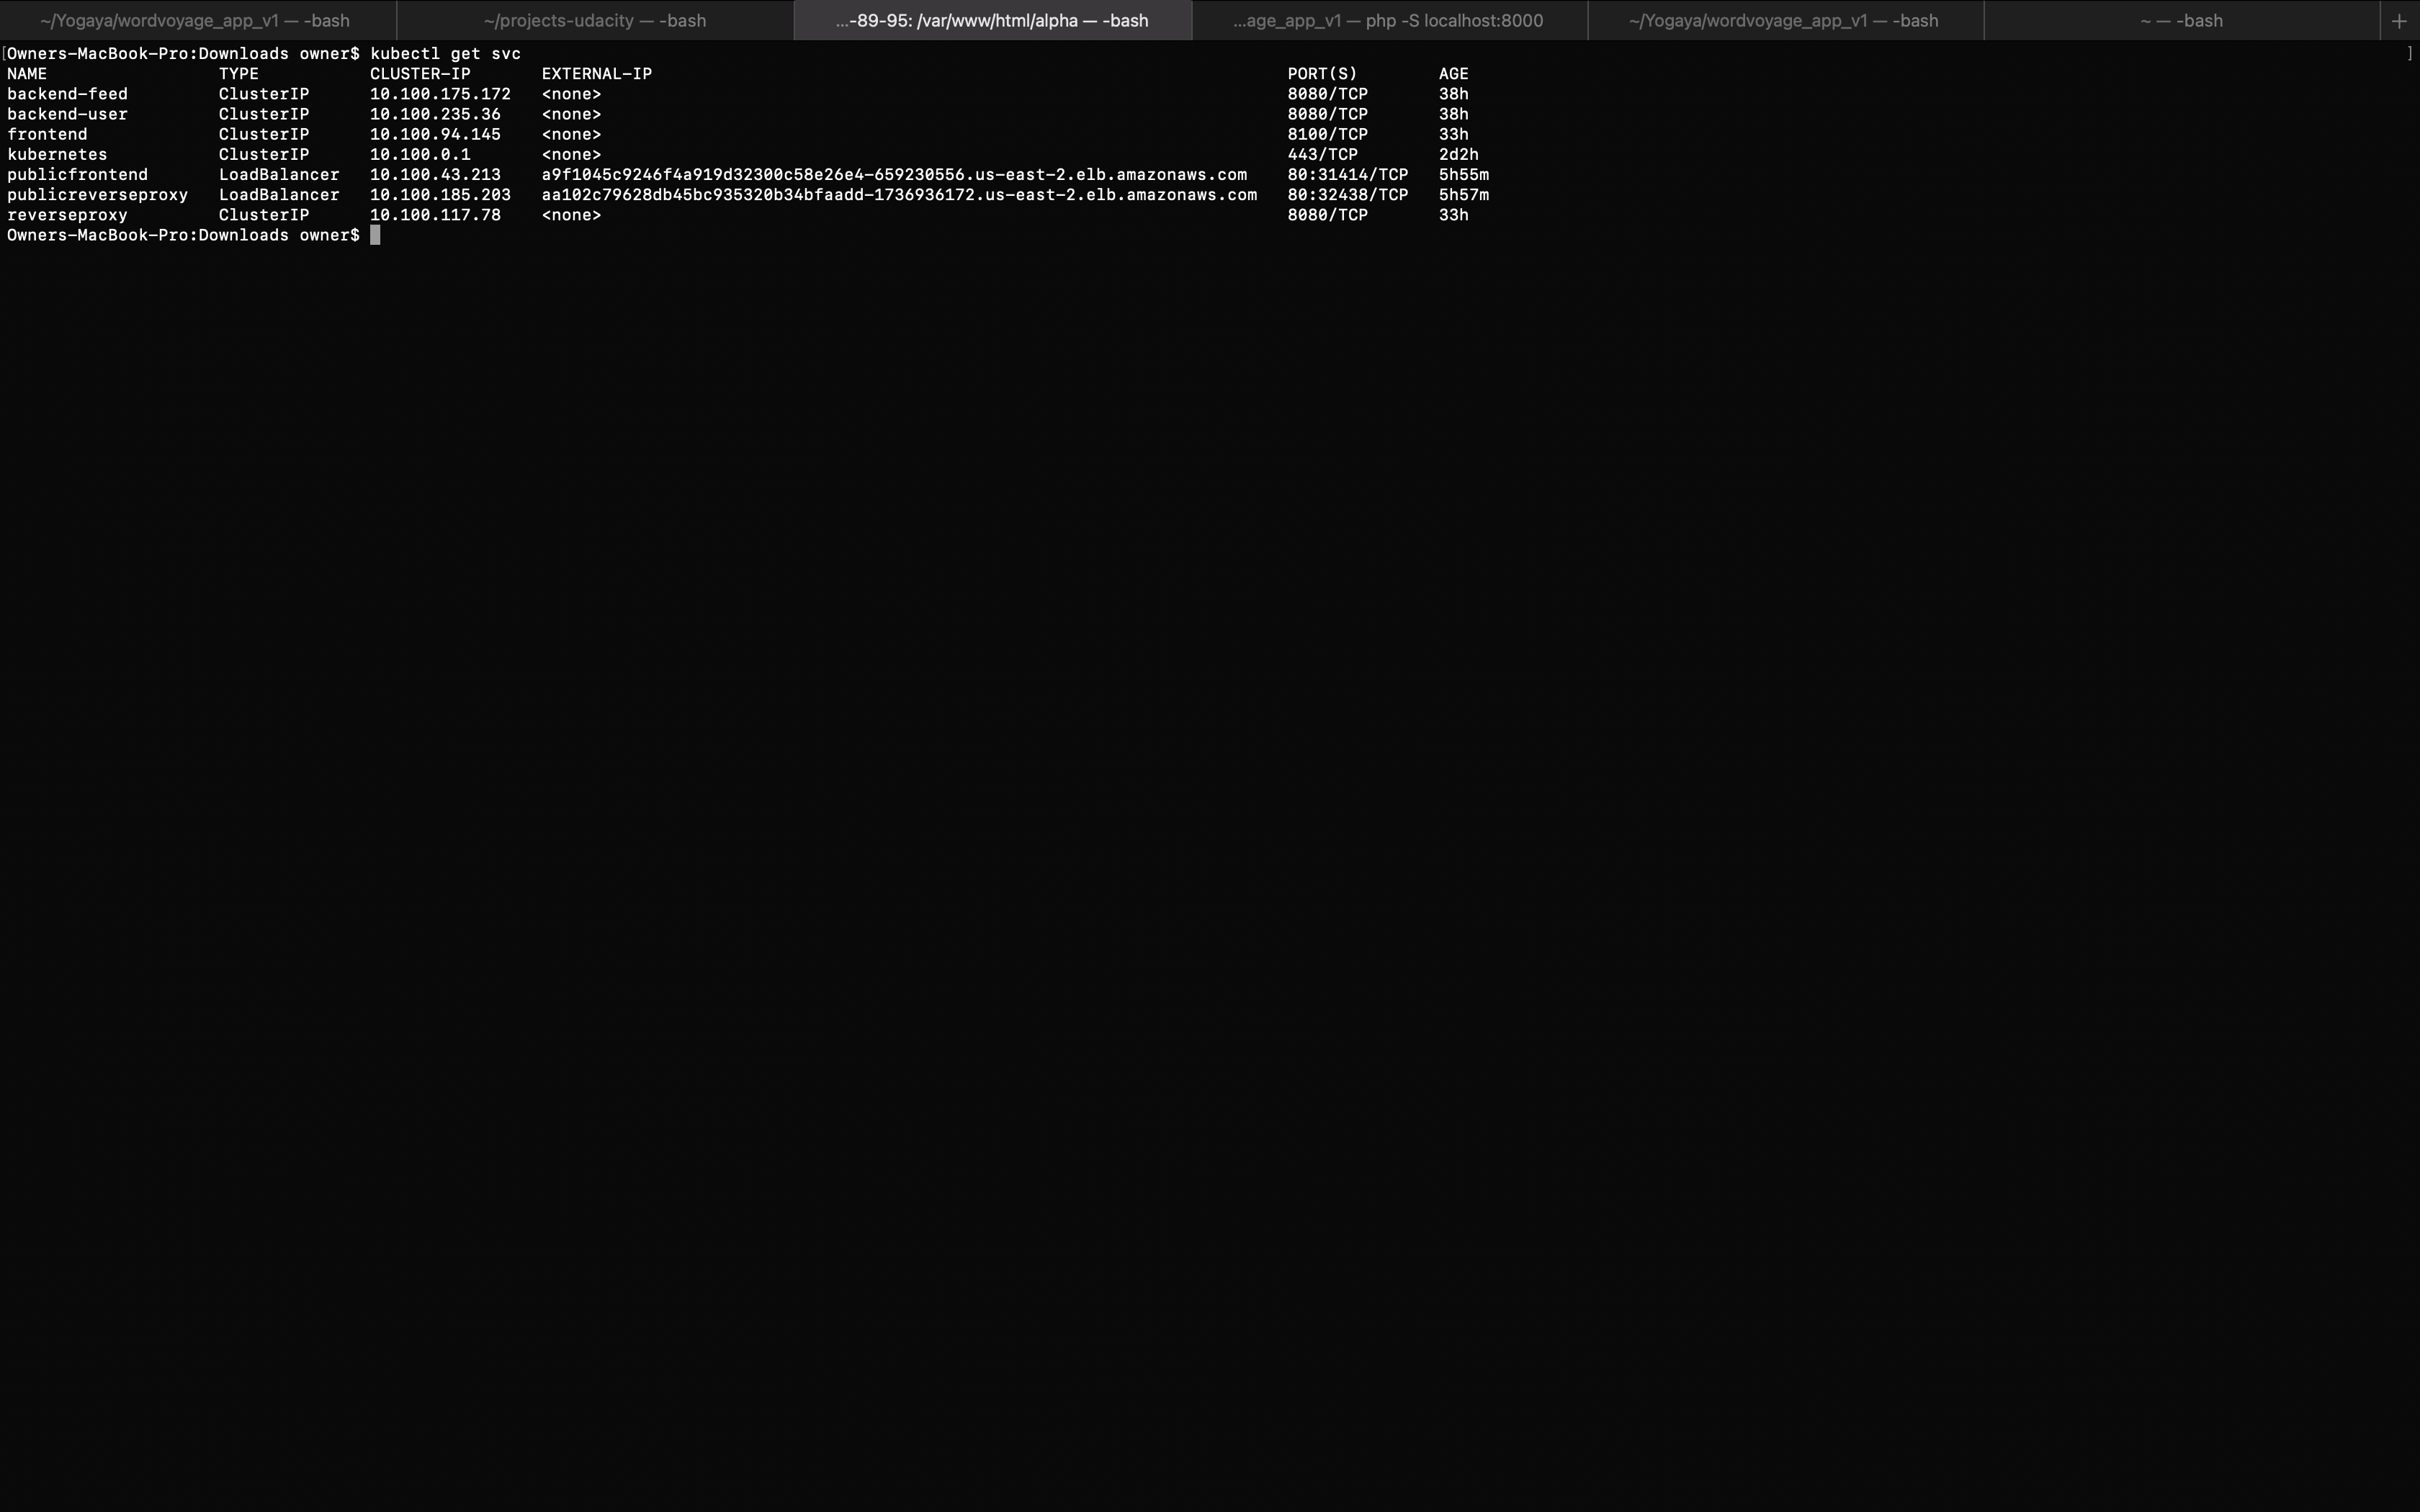 ~/Yogaya/wordvoyage_app_v1 — -bash
~/projects-udacity — -bash
...-89-95: /var/www/html/alpha — -bash
...age_app_v1 — php -S localhost:8000
~/Yogaya/wordvoyage_app_v1 — -bash
~ — -bash
+
[Owners-MacBook-Pro:Downloads owner$ kubectl get svc ]
NAME TYPE CLUSTER-IP EXTERNAL-IP PORT(S) AGE
backend-feed ClusterIP 10.100.175.172 <none> 8080/TCP 38h
backend-user ClusterIP 10.100.235.36 <none> 8080/TCP 38h
frontend ClusterIP 10.100.94.145 <none> 8100/TCP 33h
kubernetes ClusterIP 10.100.0.1 <none> 443/TCP 2d2h
publicfrontend LoadBalancer 10.100.43.213 a9f1045c9246f4a919d32300c58e26e4-659230556.us-east-2.elb.amazonaws.com 80:31414/TCP 5h55m
publicreverseproxy LoadBalancer 10.100.185.203 aa102c79628db45bc935320b34bfaadd-1736936172.us-east-2.elb.amazonaws.com 80:32438/TCP 5h57m
reverseproxy ClusterIP 10.100.117.78 <none> 8080/TCP 33h
Owners-MacBook-Pro:Downloads owner$